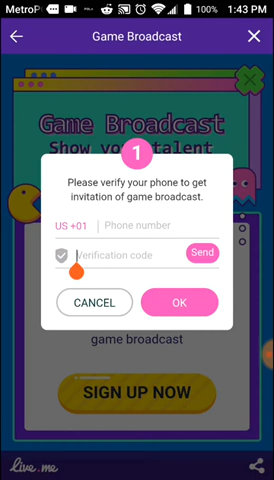 MetroP
100%
1:43 PM
Game Broadcast
Game Broadcast
Show your talent
1
Please verify your phone to get
invitation of game broadcast.
US +01
Phone number
Verification code
Send
CANCEL
OK
game broadcast
SIGN UP NOW
live.me